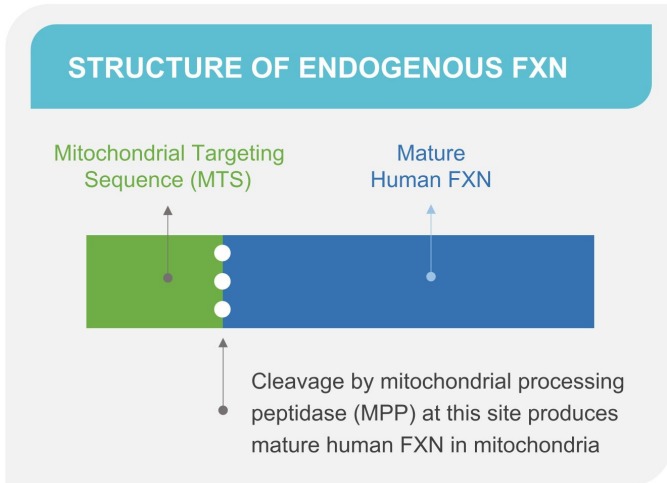 STRUCTURE OF ENDOGENOUS FXN
Mitochondrial Targeting
Sequence (MTS)
Mature
Human FXN
Cleavage by mitochondrial processing
peptidase (MPP) at this site produces
mature human FXN in mitochondria